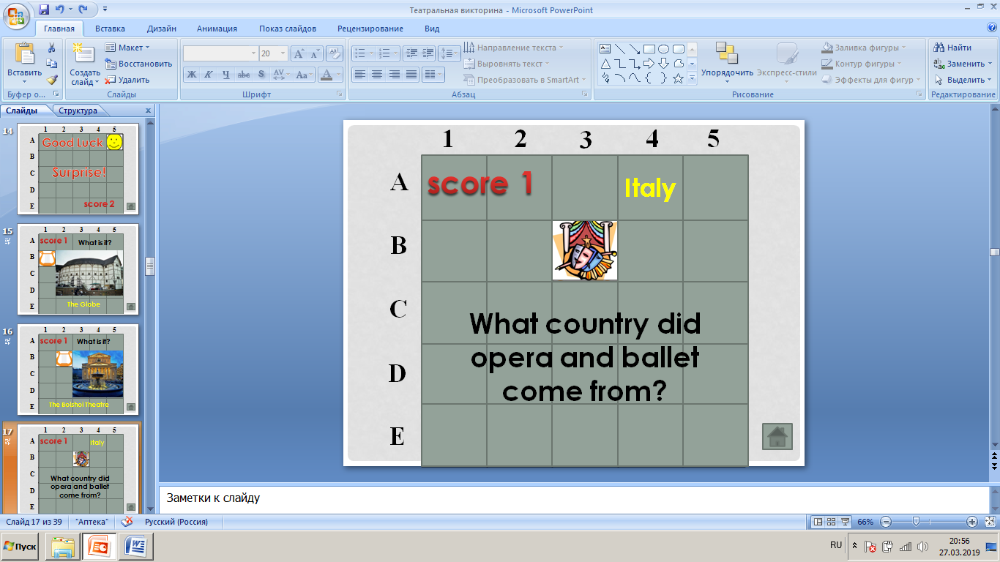 Театральная викторина - Microsoft PowerPoint
Главная Вставка Дизайн Анимация Показ слайдов Рецензирование Вид
Вставить
Буфер о...
Создать слайд
Макет
Восстановить
Удалить
Слайды
20
Ж К Ч abc S AV Aa А
Шрифт
Направление текста
Выровнять текст
Преобразовать в SmartArt
Абзац
Упорядочить
Экспресс-стили
Заливка фигуры
Контур фигуры
Эффекты для фигур
Рисование
Найти
Заменить
Выделить
Редактирование
Слайды Структура
14
1 2 3 4 5
A Good Luck
B
C Surprise!
D
E score 2
15
1 2 3 4 5
A score 1 What is it?
B
C
D
E The Globe
16
1 2 3 4 5
A score 1 What is it?
B
C
D
E The Bolshoi Theatre
17
1 2 3 4 5
A score 1 Italy
B
C What country did
D opera and ballet
come from?
E
1 2 3 4 5
A score 1 Italy
B
C
What country did
D opera and ballet
come from?
E
Заметки к слайду
Слайд 17 из 39 "Аптека" Русский (Россия) 66%
Пуск RU 20:56
27.03.2019